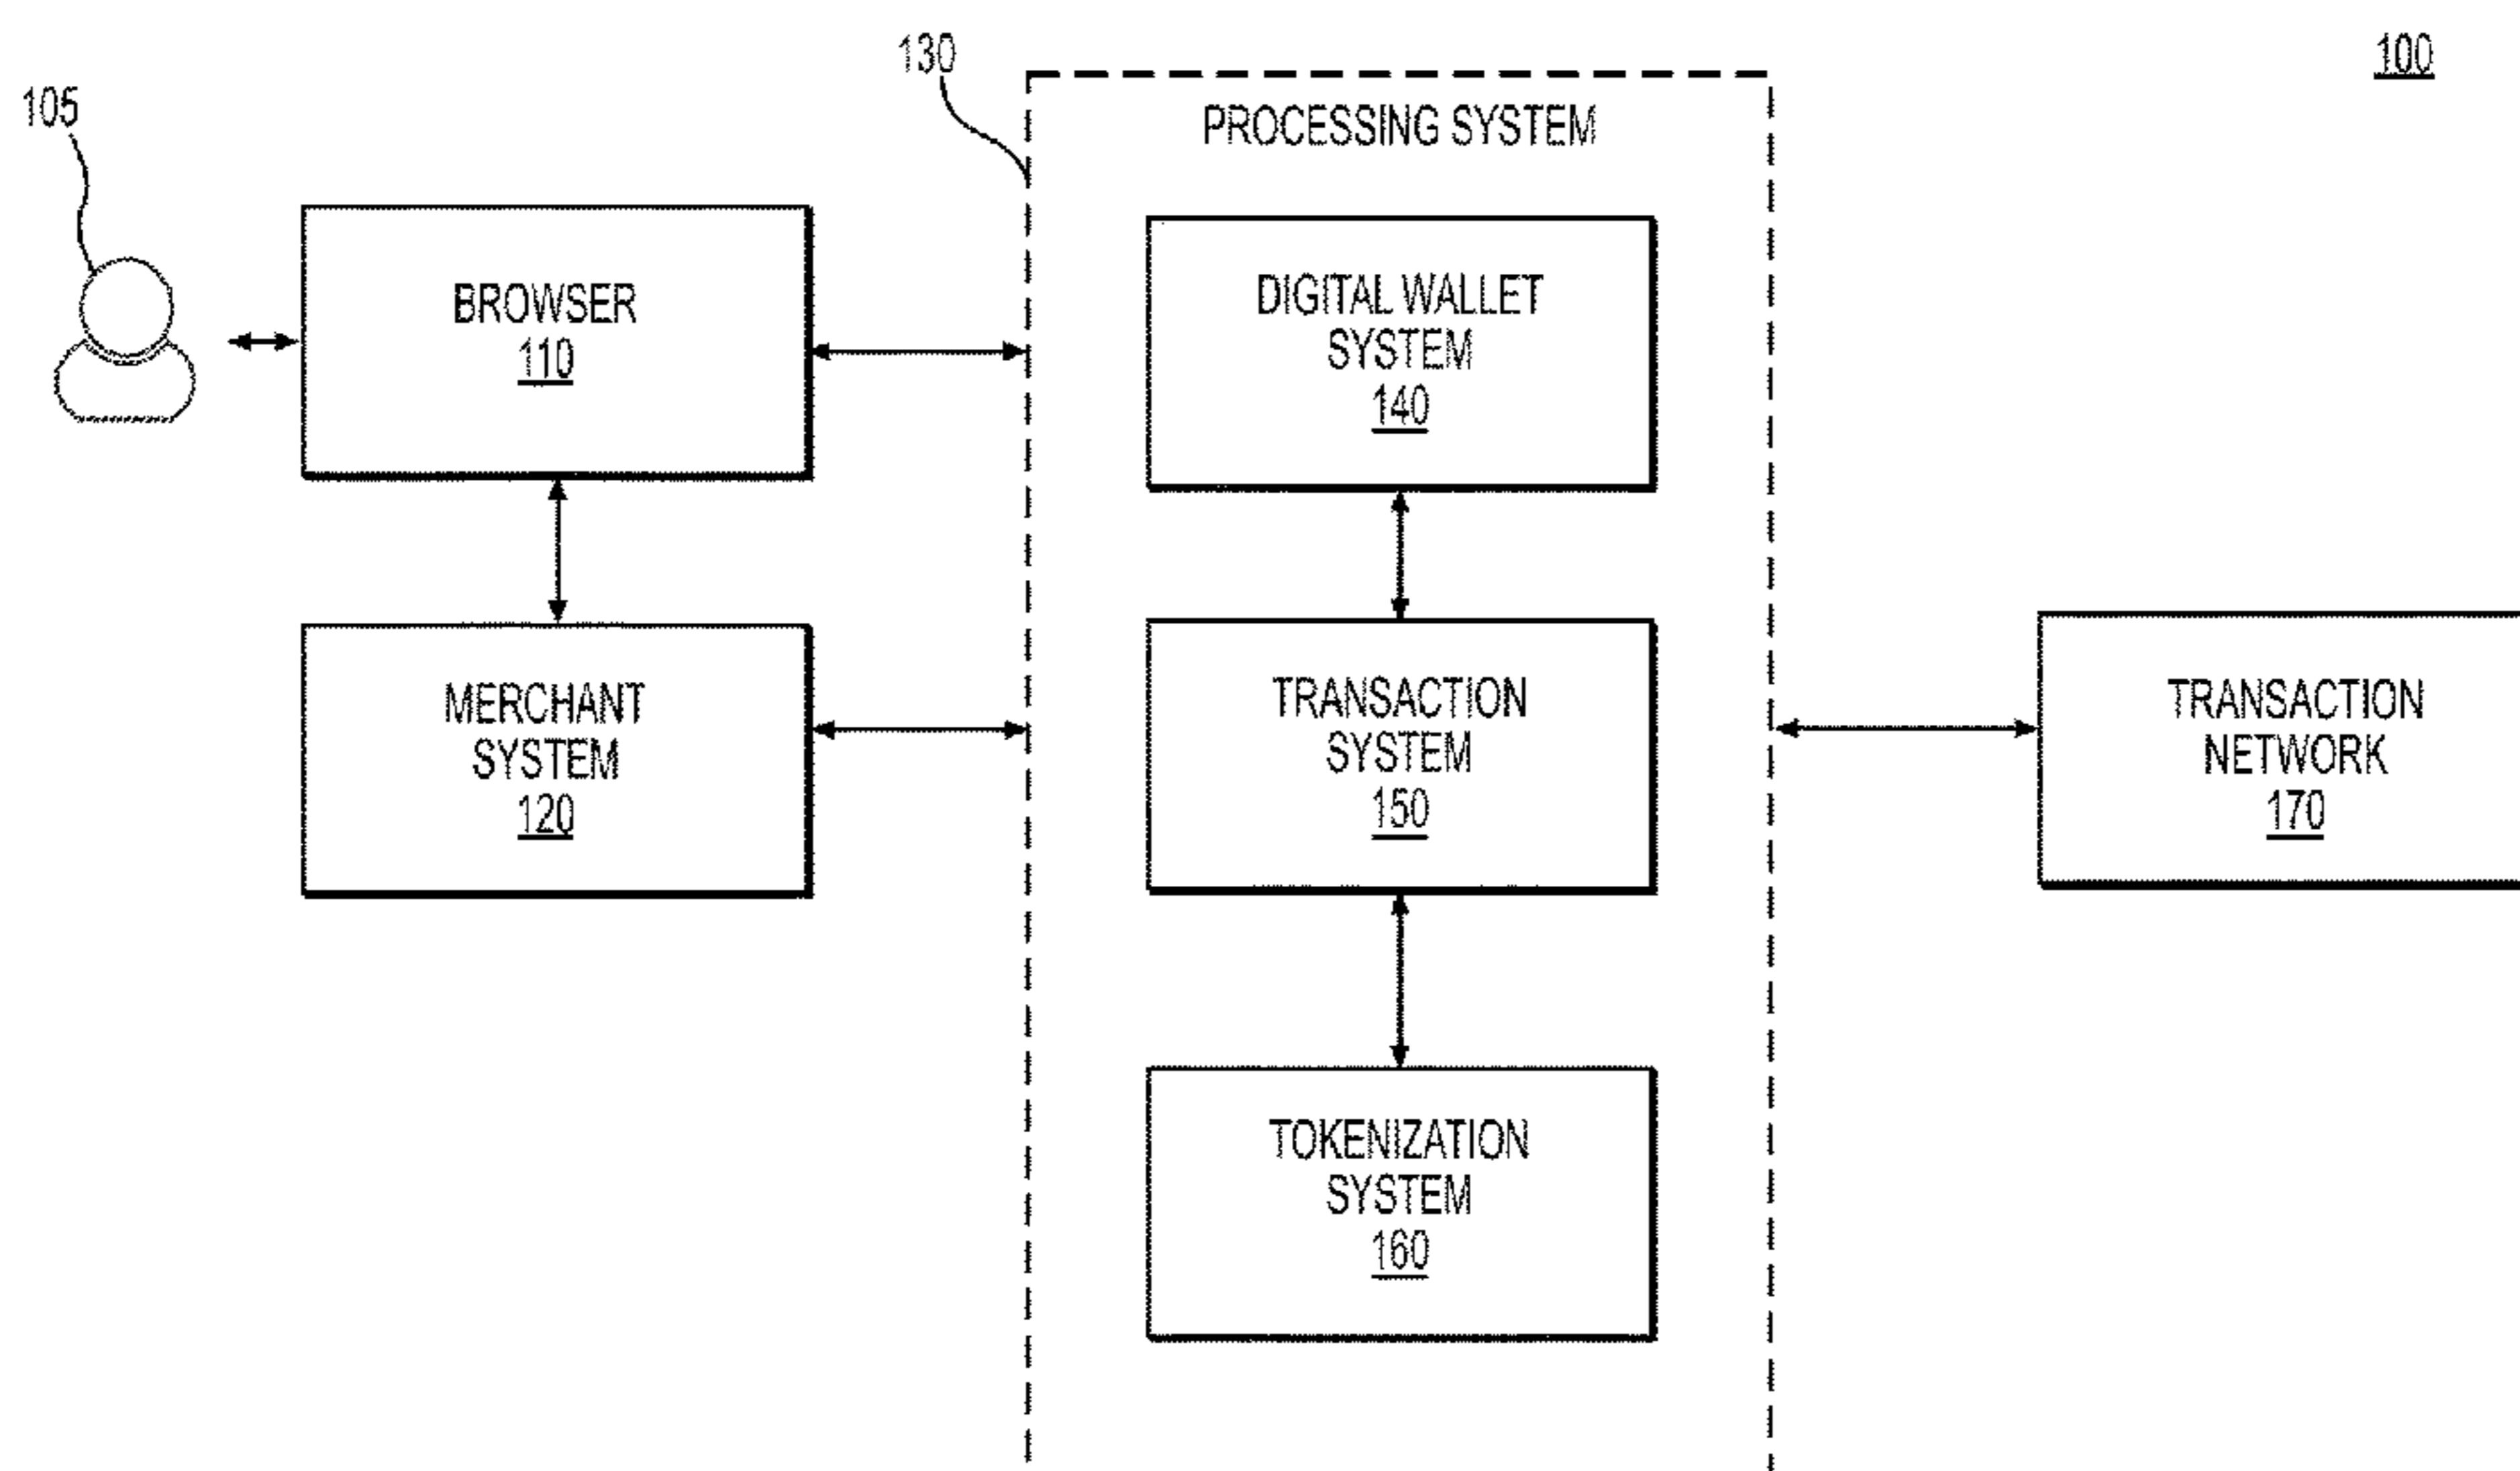 130
100
105
PROCESSING SYSTEM
BROWSER
110
DIGITAL WALLET
SYSTEM
140
MERCHANT
SYSTEM
120
TRANSACTION
SYSTEM
150
TRANSACTION
NETWORK
170
TOKENIZATION
SYSTEM
160